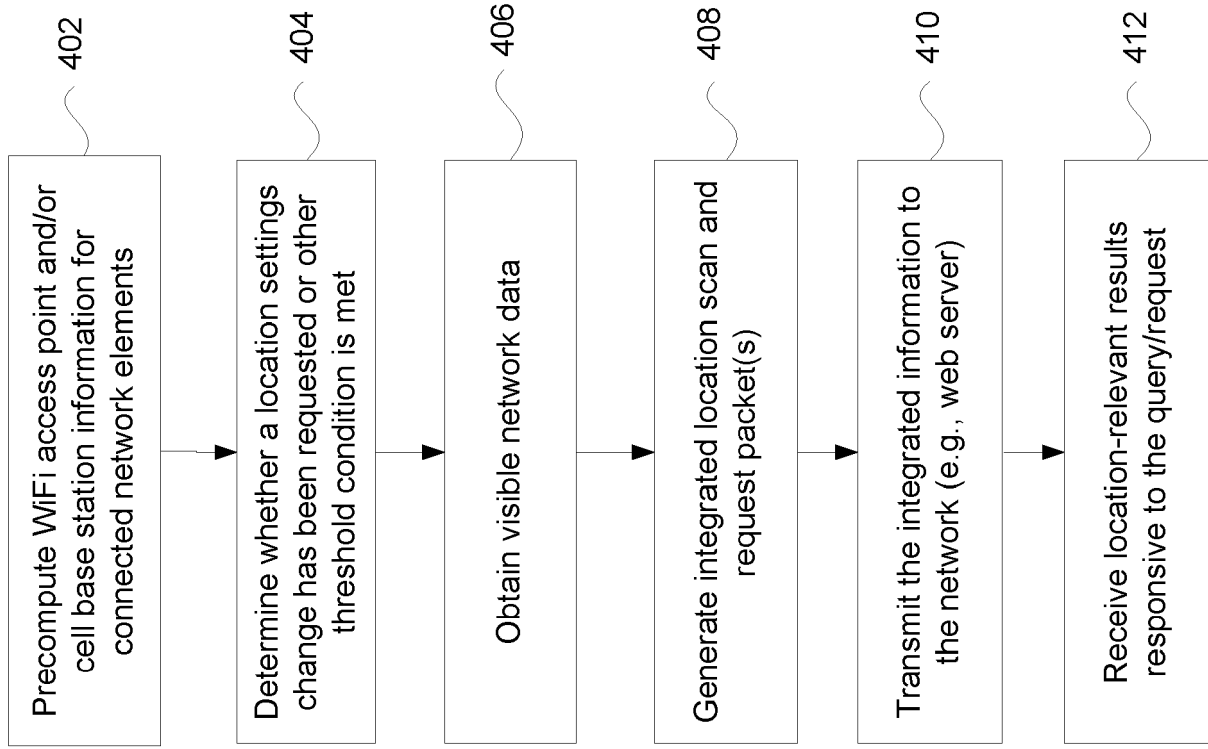 Precompute WiFi access point and/or
cell base station information for
connected network elements
402
Determine whether a location settings
change has been requested or other
threshold condition is met
404
Obtain visible network data
406
Generate integrated location scan and
request packet(s)
408
Transmit the integrated information to
the network (e.g., web server)
410
Receive location-relevant results
responsive to the query/request
412